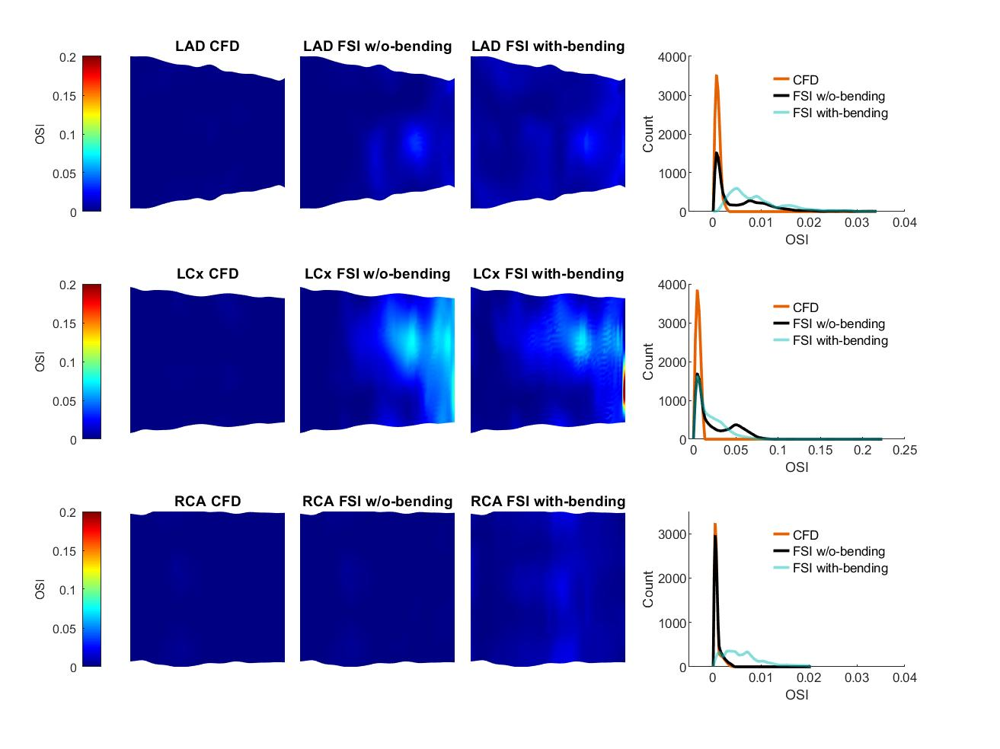 LAD CFD
LAD FSI w/o-bending
LAD FSI with-bending
0.2
0.15
0.1
0.05
0
OSI
4000
3000
2000
1000
0
Count
CFD
FSI w/o-bending
FSI with-bending
0
0.01
0.02
0.03
0.04
OSI
LCx CFD
LCx FSI w/o-bending
LCx FSI with-bending
0.2
0.15
0.1
0.05
0
OSI
4000
3000
2000
1000
0
Count
CFD
FSI w/o-bending
FSI with-bending
0
0.05
0.1
0.15
0.2
0.25
OSI
RCA CFD
RCA FSI w/o-bending
RCA FSI with-bending
0.2
0.15
0.1
0.05
0
OSI
3000
2000
1000
0
Count
CFD
FSI w/o-bending
FSI with-bending
0
0.01
0.02
0.03
0.04
OSI